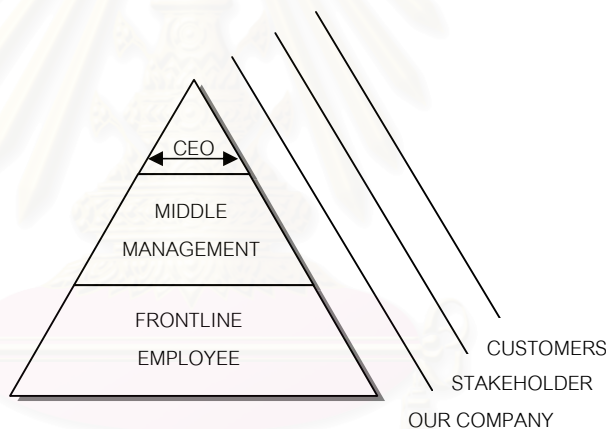 CEO
MIDDLE
MANAGEMENT
FRONTLINE
EMPLOYEE
CUSTOMERS
STAKEHOLDER
OUR COMPANY